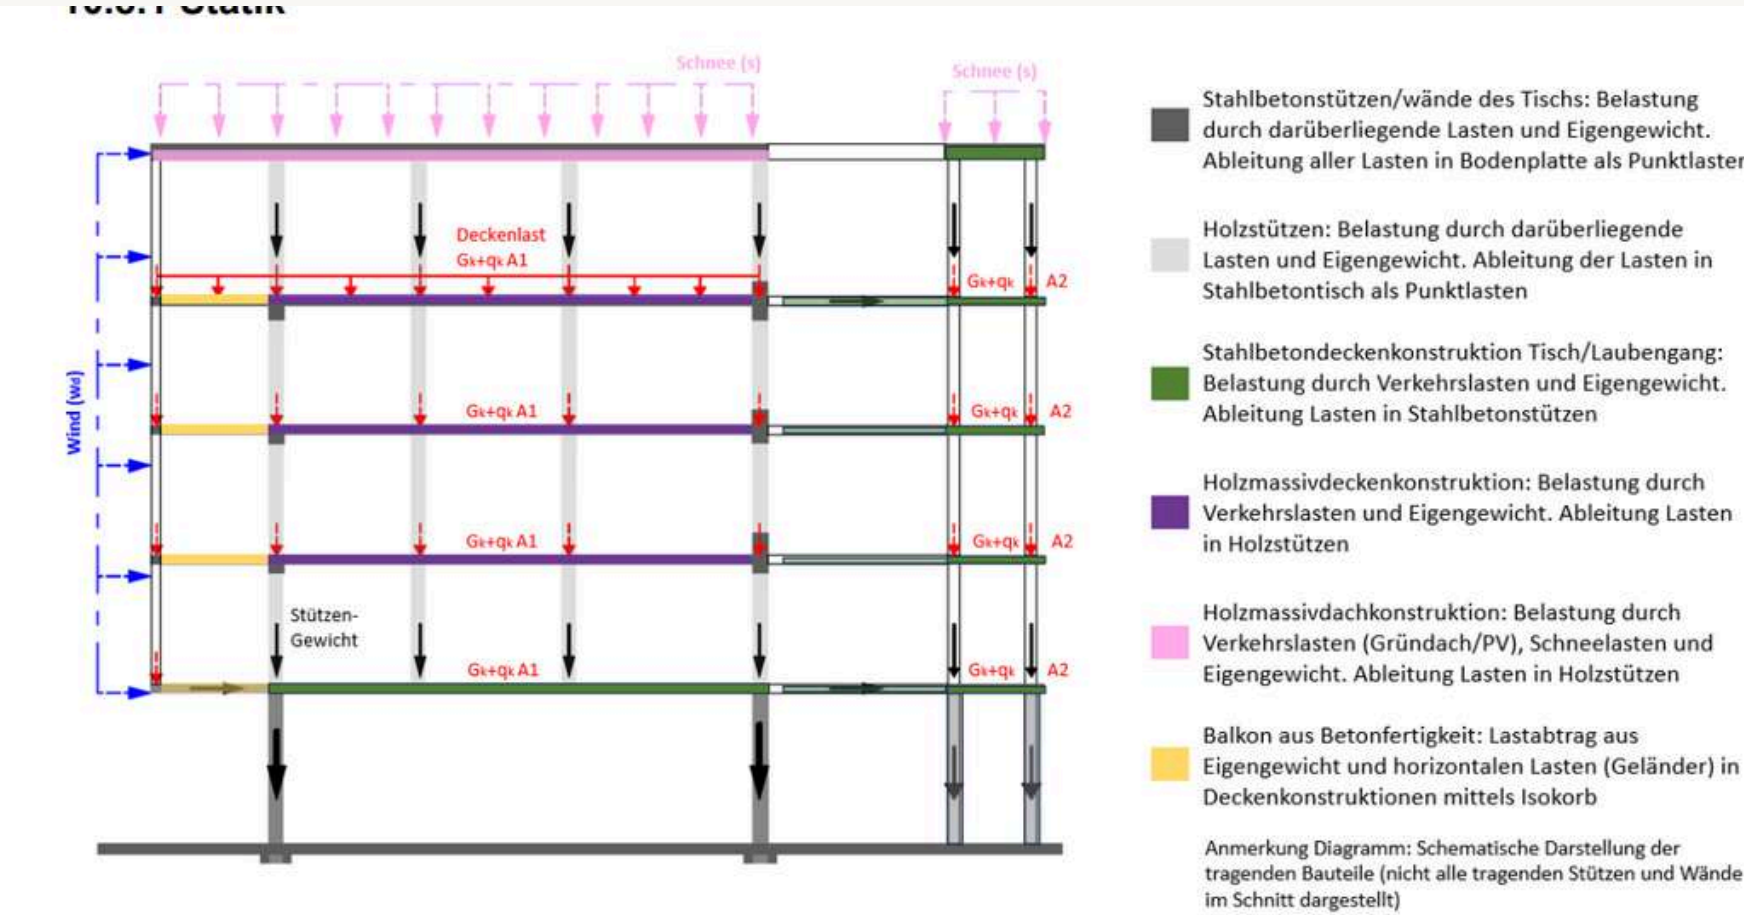 10.6.1 Statik
Schnee (s)
Schnee (s)
Deckenlast
Gk+qk A1
Gk+qk A2
Wind (wd)
Gk+qk A1
Gk+qk A2
Gk+qk A1
Gk+qk A2
Stützen-
Gewicht
Gk+qk A1
Gk+qk A2
Stahlbetonstützen/wände des Tischs: Belastung
durch darüberliegende Lasten und Eigengewicht.
Ableitung aller Lasten in Bodenplatte als Punktlasten
Holzstützen: Belastung durch darüberliegende
Lasten und Eigengewicht. Ableitung der Lasten in
Stahlbetontisch als Punktlasten
Stahlbetondeckenkonstruktion Tisch/Laubengang:
Belastung durch Verkehrslasten und Eigengewicht.
Ableitung Lasten in Stahlbetonstützen
Holzmassivdeckenkonstruktion: Belastung durch
Verkehrslasten und Eigengewicht. Ableitung Lasten
in Holzstützen
Holzmassivdachkonstruktion: Belastung durch
Verkehrslasten (Gründach/PV), Schneelasten und
Eigengewicht. Ableitung Lasten in Holzstützen
Balkon aus Betonfertigkeit: Lastabtrag aus
Eigengewicht und horizontalen Lasten (Geländer) in
Deckenkonstruktionen mittels Isokorb
Anmerkung Diagramm: Schematische Darstellung der
tragenden Bauteile (nicht alle tragenden Stützen und Wände
im Schnitt dargestellt)